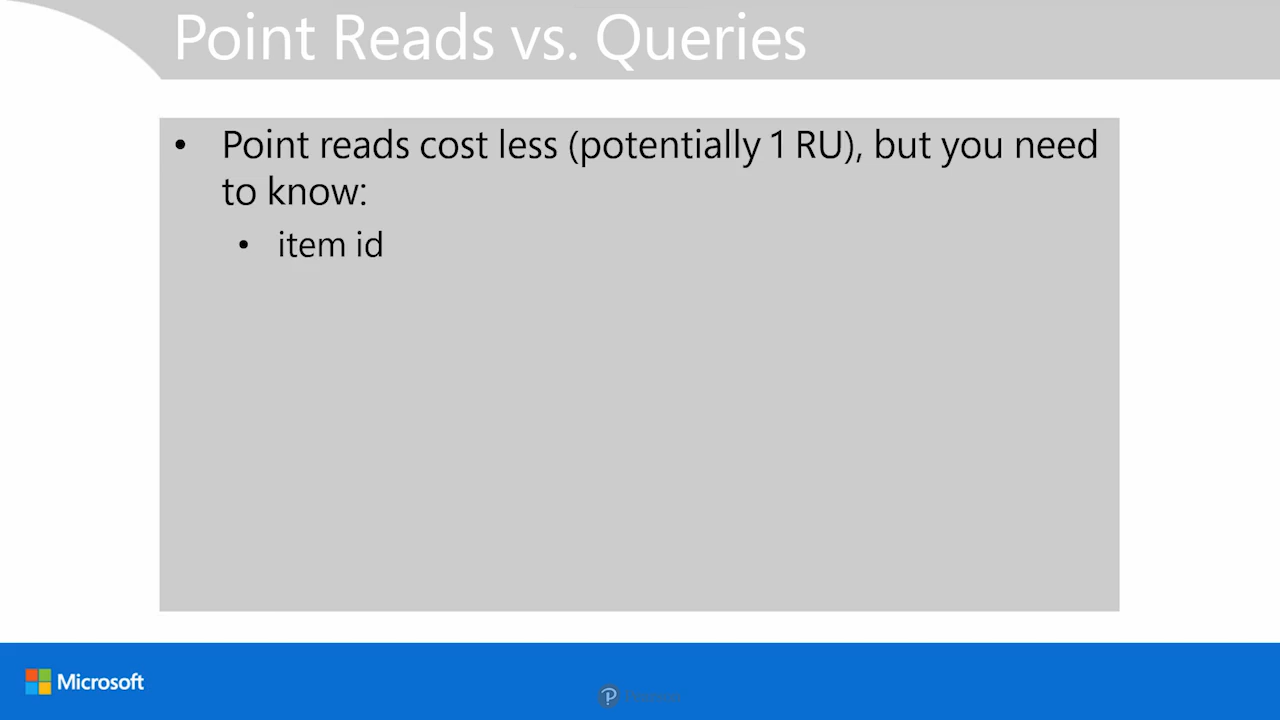 Point Reads vs. Queries
• Point reads cost less (potentially 1 RU), but you need
to know:
• item id
Microsoft